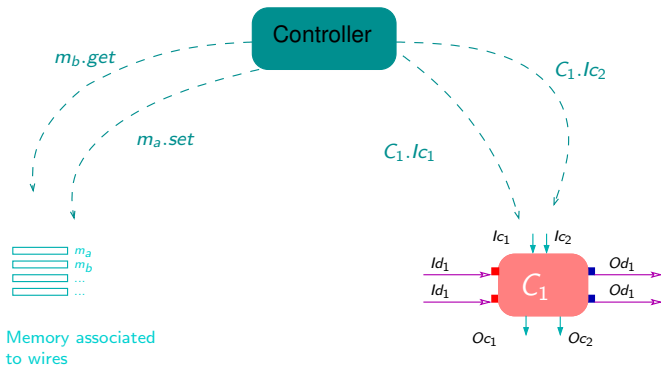 Controller
m_b.get
C_1.Ic_2
m_a.set
C_1.Ic_1
Ic_1 Ic_2
m_a
m_b
...
...
Id_1 Od_1
C_1
Id_1 Od_1
Oc_1 Oc_2
Memory associated
to wires